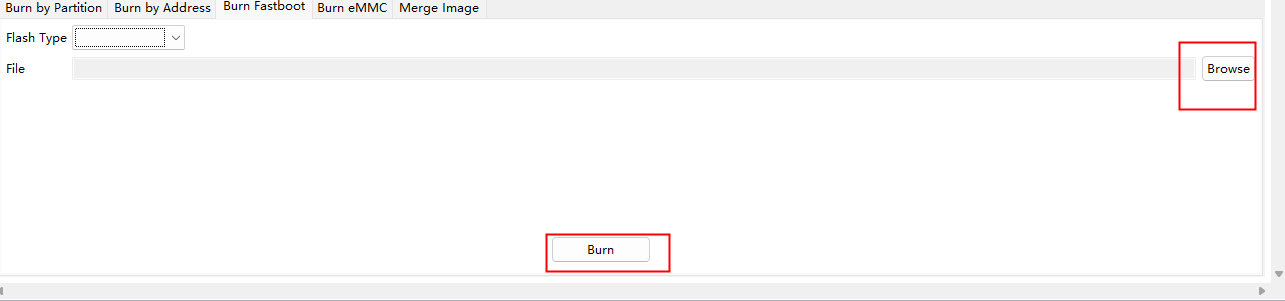 Burn by Partition Burn by Address Burn Fastboot Burn eMMC Merge Image
Flash Type
File Browse
Burn